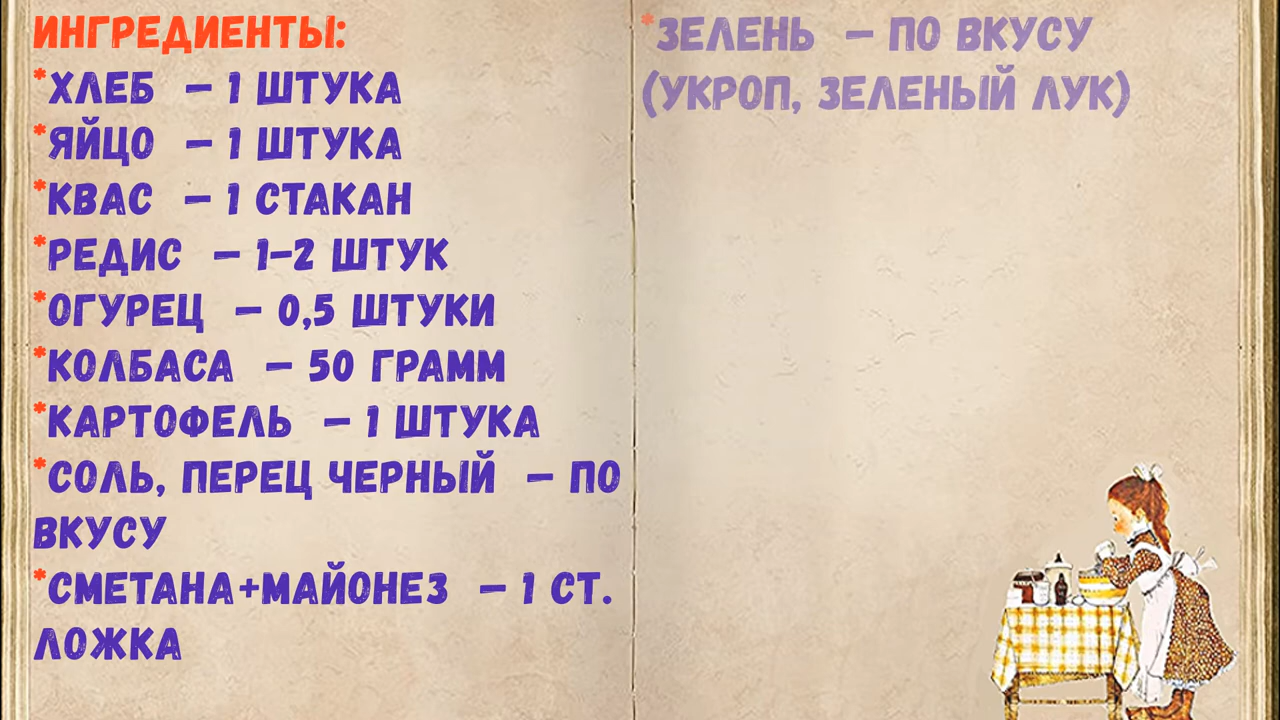 ИНГРЕДИЕНТЫ:
*ХЛЕБ – 1 ШТУКА
*ЯЙЦО – 1 ШТУКА
*КВАС – 1 СТАКАН
*РЕДИС – 1-2 ШТУК
*ОГУРЕЦ – 0,5 ШТУКИ
*КОЛБАСА – 50 ГРАММ
*КАРТОФЕЛЬ – 1 ШТУКА
*СОЛЬ, ПЕРЕЦ ЧЕРНЫЙ – ПО
ВКУСУ
*СМЕТАНА+МАЙОНЕЗ – 1 СТ.
ЛОЖКА
*ЗЕЛЕНЬ – ПО ВКУСУ
(УКРОП, ЗЕЛЕНЫЙ ЛУК)